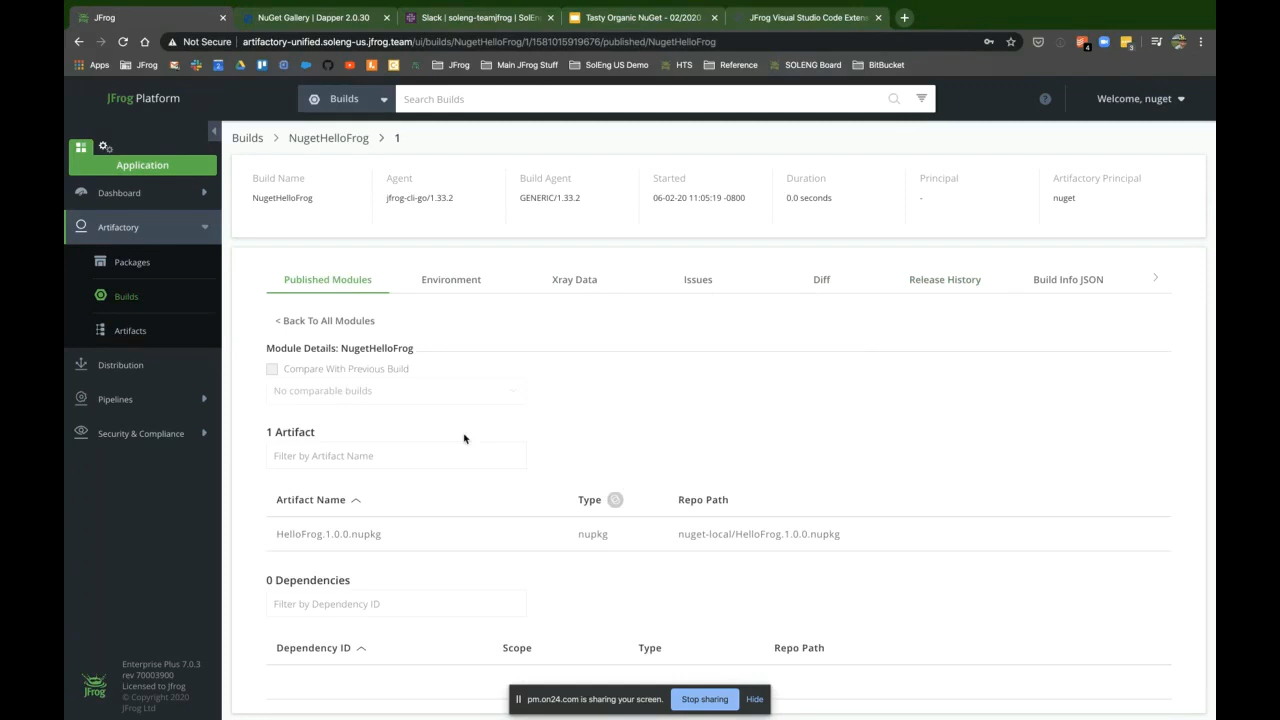 JFrog
NuGet Gallery | Dapper 2.0.30
Slack | soleng-teamjfrog | SolEn
Tasty Organic NuGet - 02/2020
JFrog Visual Studio Code Exten
Not Secure
artifactory-unified.soleng-us.jfrog.team/ui/builds/NugetHelloFrog/1/1581015919676/published/NugetHelloFrog
Apps
JFrog
JFrog
Main JFrog Stuff
SolEng US Demo
HTS
Reference
SOLENG Board
BitBucket
JFrog Platform
Builds
Search Builds
Welcome, nuget
Application
Dashboard
Artifactory
Packages
Builds
Artifacts
Distribution
Pipelines
Security & Compliance
Enterprise Plus 7.0.3
rev 70003900
Licensed to Jfrog
© Copyright 2020
JFrog Ltd
JFrog
Builds > NugetHelloFrog > 1
Build Name
NugetHelloFrog
Agent
jfrog-cli-go/1.33.2
Build Agent
GENERIC/1.33.2
Started
06-02-20 11:05:19 -0800
Duration
0.0 seconds
Principal
-
Artifactory Principal
nuget
Published Modules
Environment
Xray Data
Issues
Diff
Release History
Build Info JSON
< Back To All Modules
Module Details: NugetHelloFrog
Compare With Previous Build
No comparable builds
1 Artifact
Filter by Artifact Name
Artifact Name
Type
Repo Path
HelloFrog.1.0.0.nupkg
nupkg
nuget-local/HelloFrog.1.0.0.nupkg
0 Dependencies
Filter by Dependency ID
Dependency ID
Scope
Type
Repo Path
pm.on24.com is sharing your screen.
Stop sharing
Hide